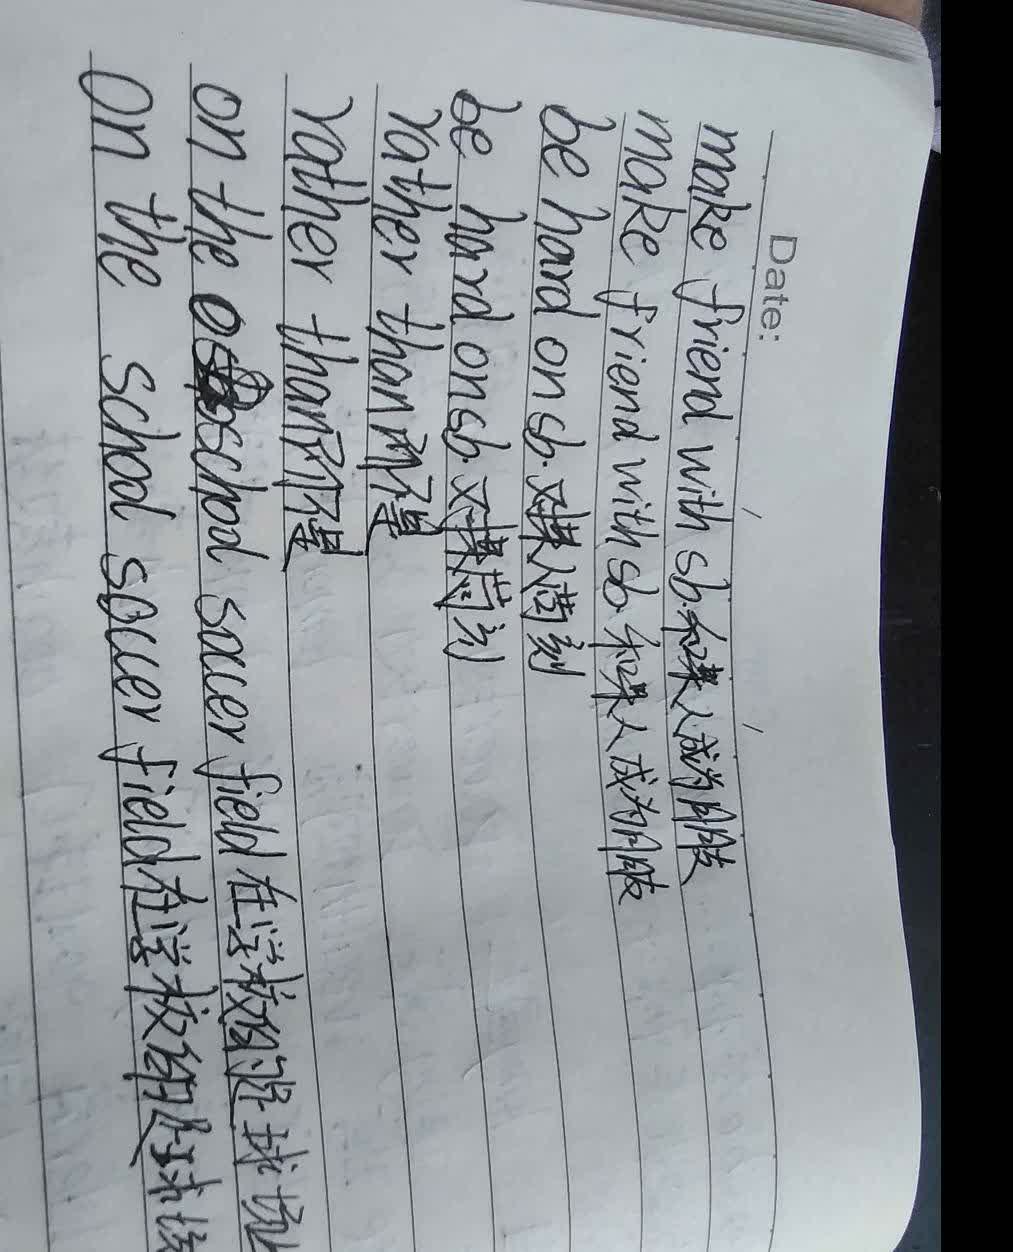 Date:
make friend with sb.和某人成为朋友
make friend with sb 和某人成为朋友
be hard on sb.对某人苛刻
be hard on sb.对某苛刻
rather than 而不是
rather than 而不是
on the school soccer field 在学校的足球场
On the school soccer field 在学校的足球场